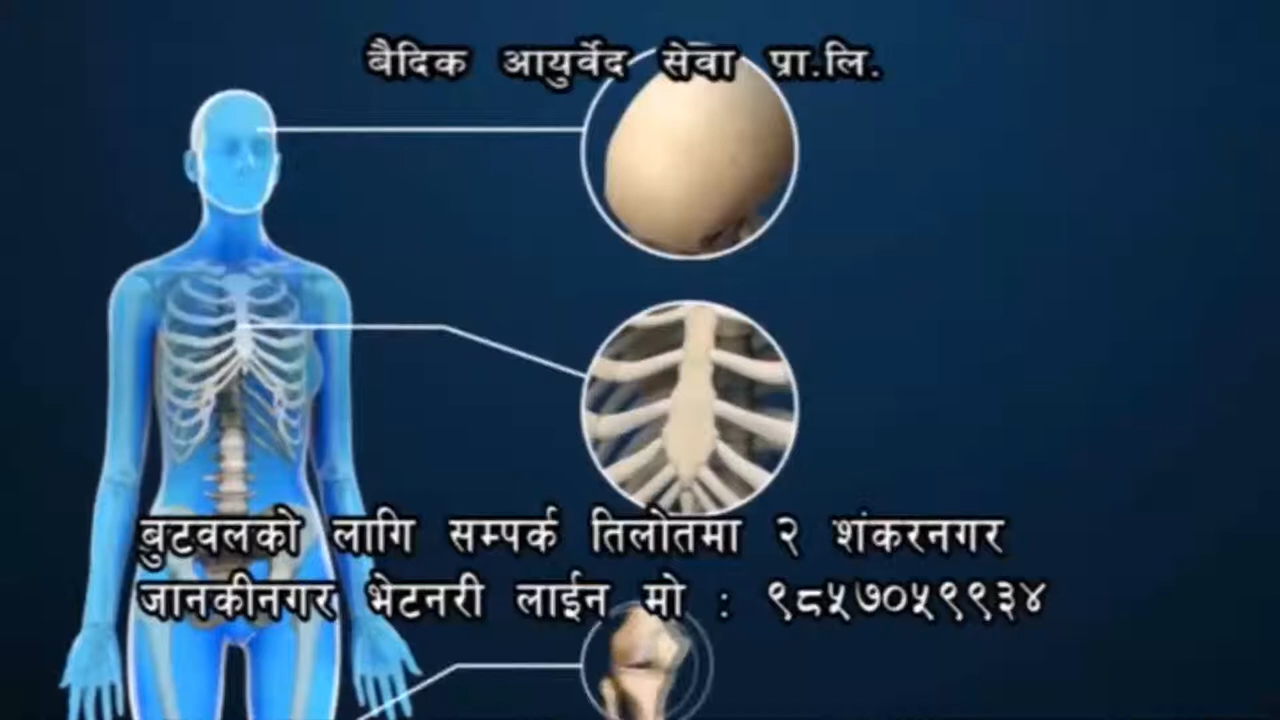 बैदिक आयुर्वेद सेवा प्रा.लि.
बुटवलको लागि सम्पर्क तिलोतमा २ शंकरनगर
जानकीनगर भेटनरी लाईन मो : ९८५७०५९९३४